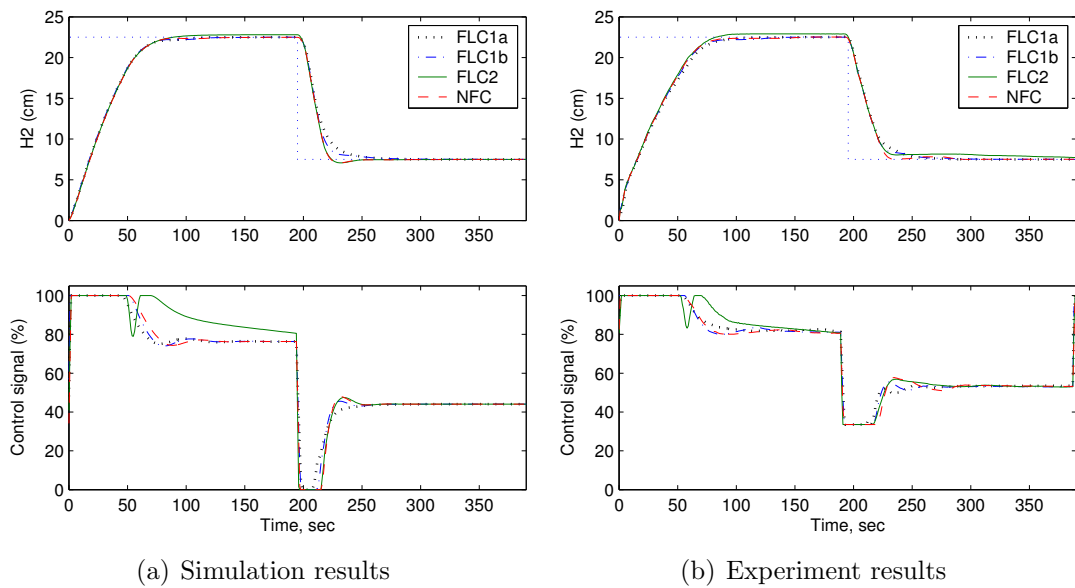 25
20
15
10
5
0
H2 (cm)
0 50 100 150 200 250 300 350
FLC1a
FLC1b
FLC2
NFC
25
20
15
10
5
0
H2 (cm)
0 50 100 150 200 250 300 350
FLC1a
FLC1b
FLC2
NFC
100
80
60
40
20
0
Control signal (%)
0 50 100 150 200 250 300 350
Time, sec
100
80
60
40
20
0
Control signal (%)
0 50 100 150 200 250 300 350
Time, sec
(a) Simulation results
(b) Experiment results